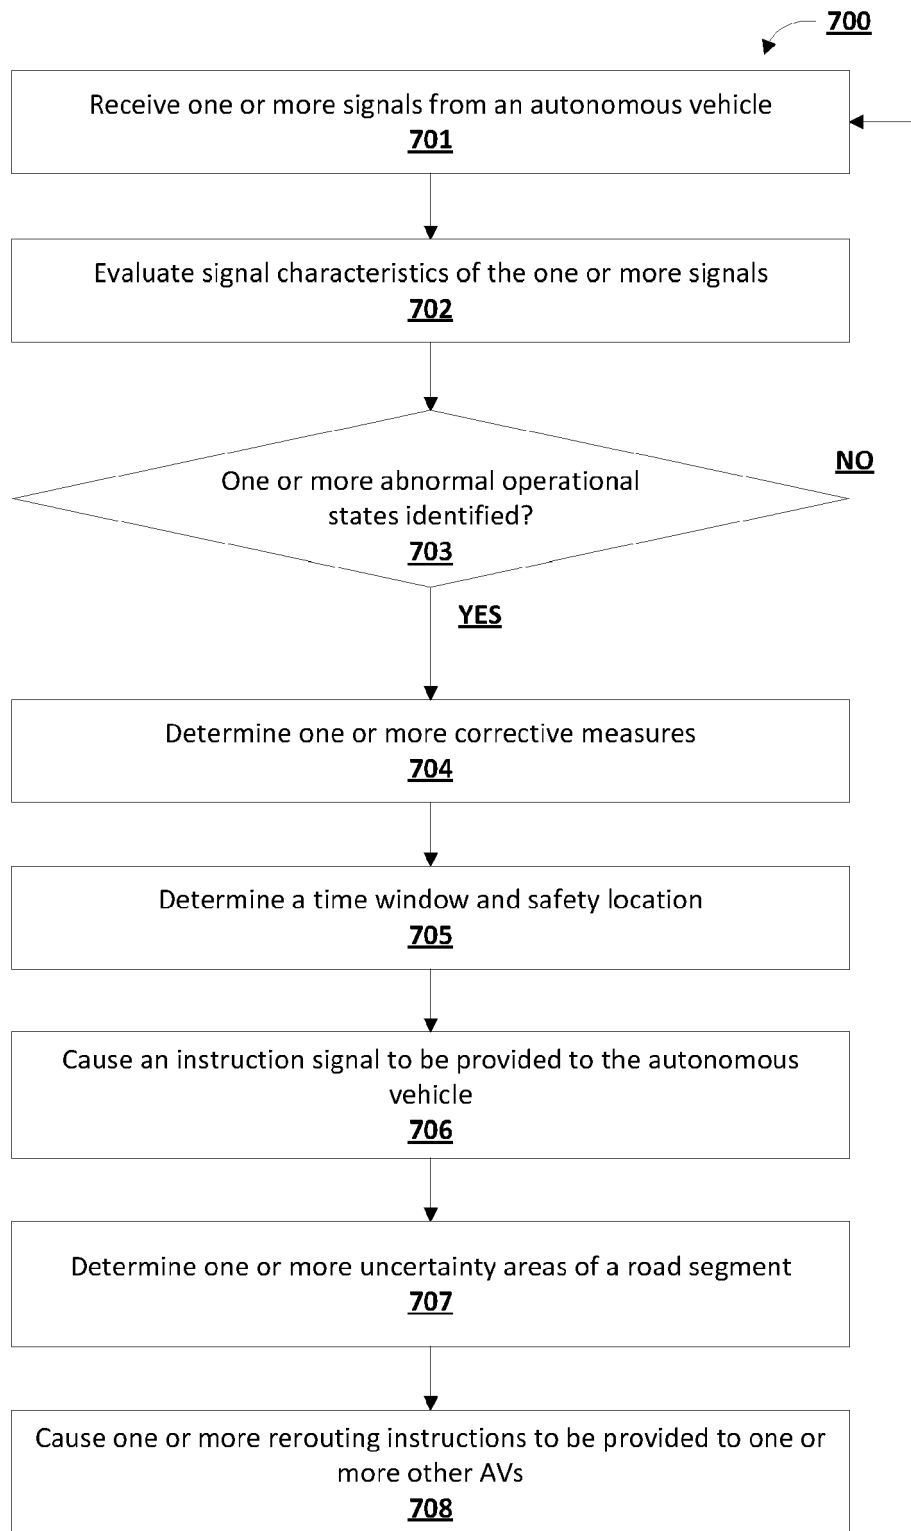 700
Receive one or more signals from an autonomous vehicle
701
Evaluate signal characteristics of the one or more signals
702
NO
One or more abnormal operational
states identified?
703
YES
Determine one or more corrective measures
704
Determine a time window and safety location
705
Cause an instruction signal to be provided to the autonomous
vehicle
706
Determine one or more uncertainty areas of a road segment
707
Cause one or more rerouting instructions to be provided to one or
more other AVs
708